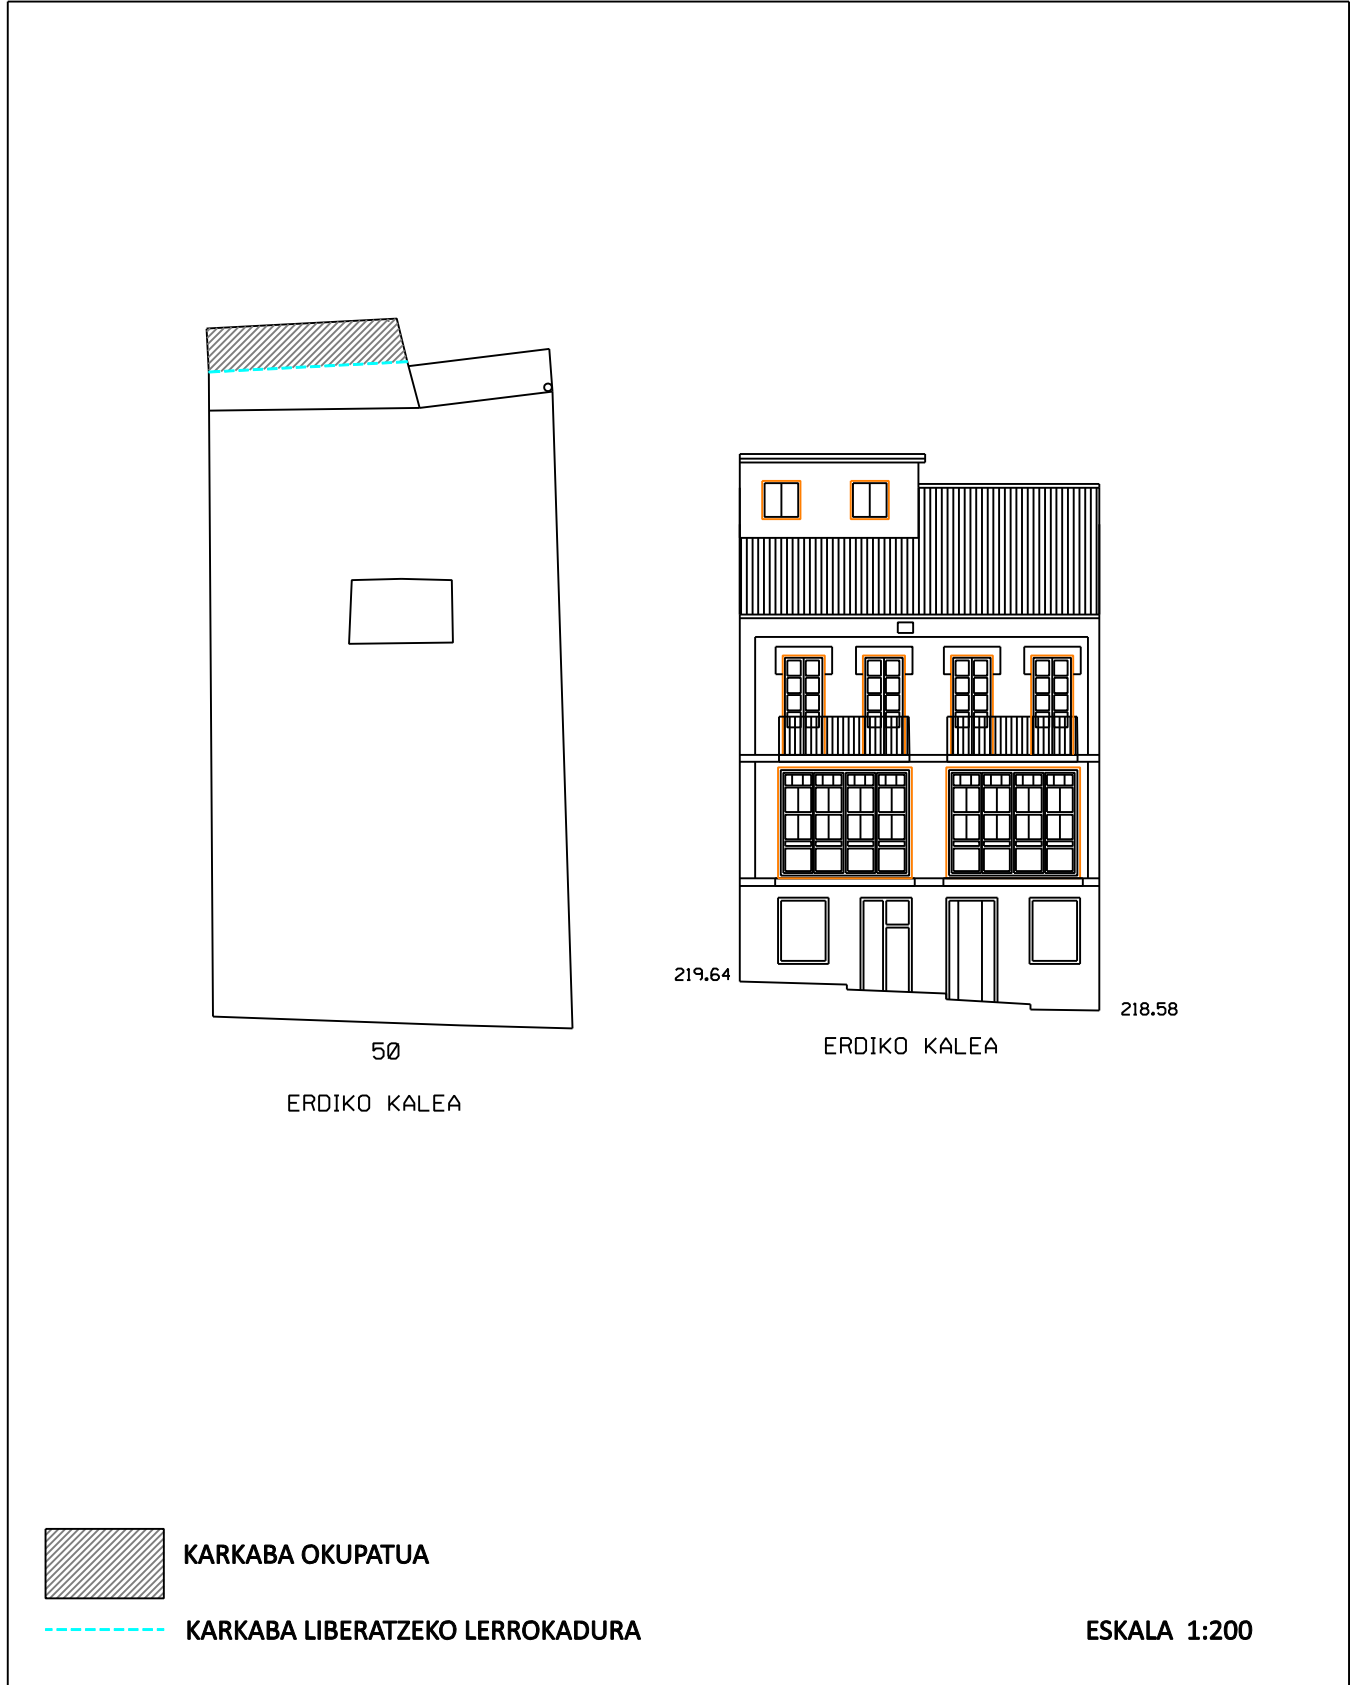 219.64
218.58
ERDIKO KALEA
50
ERDIKO KALEA
KARKABA OKUPATUA
KARKABA LIBERATZEKO LERROKADURA
ESKALA 1:200